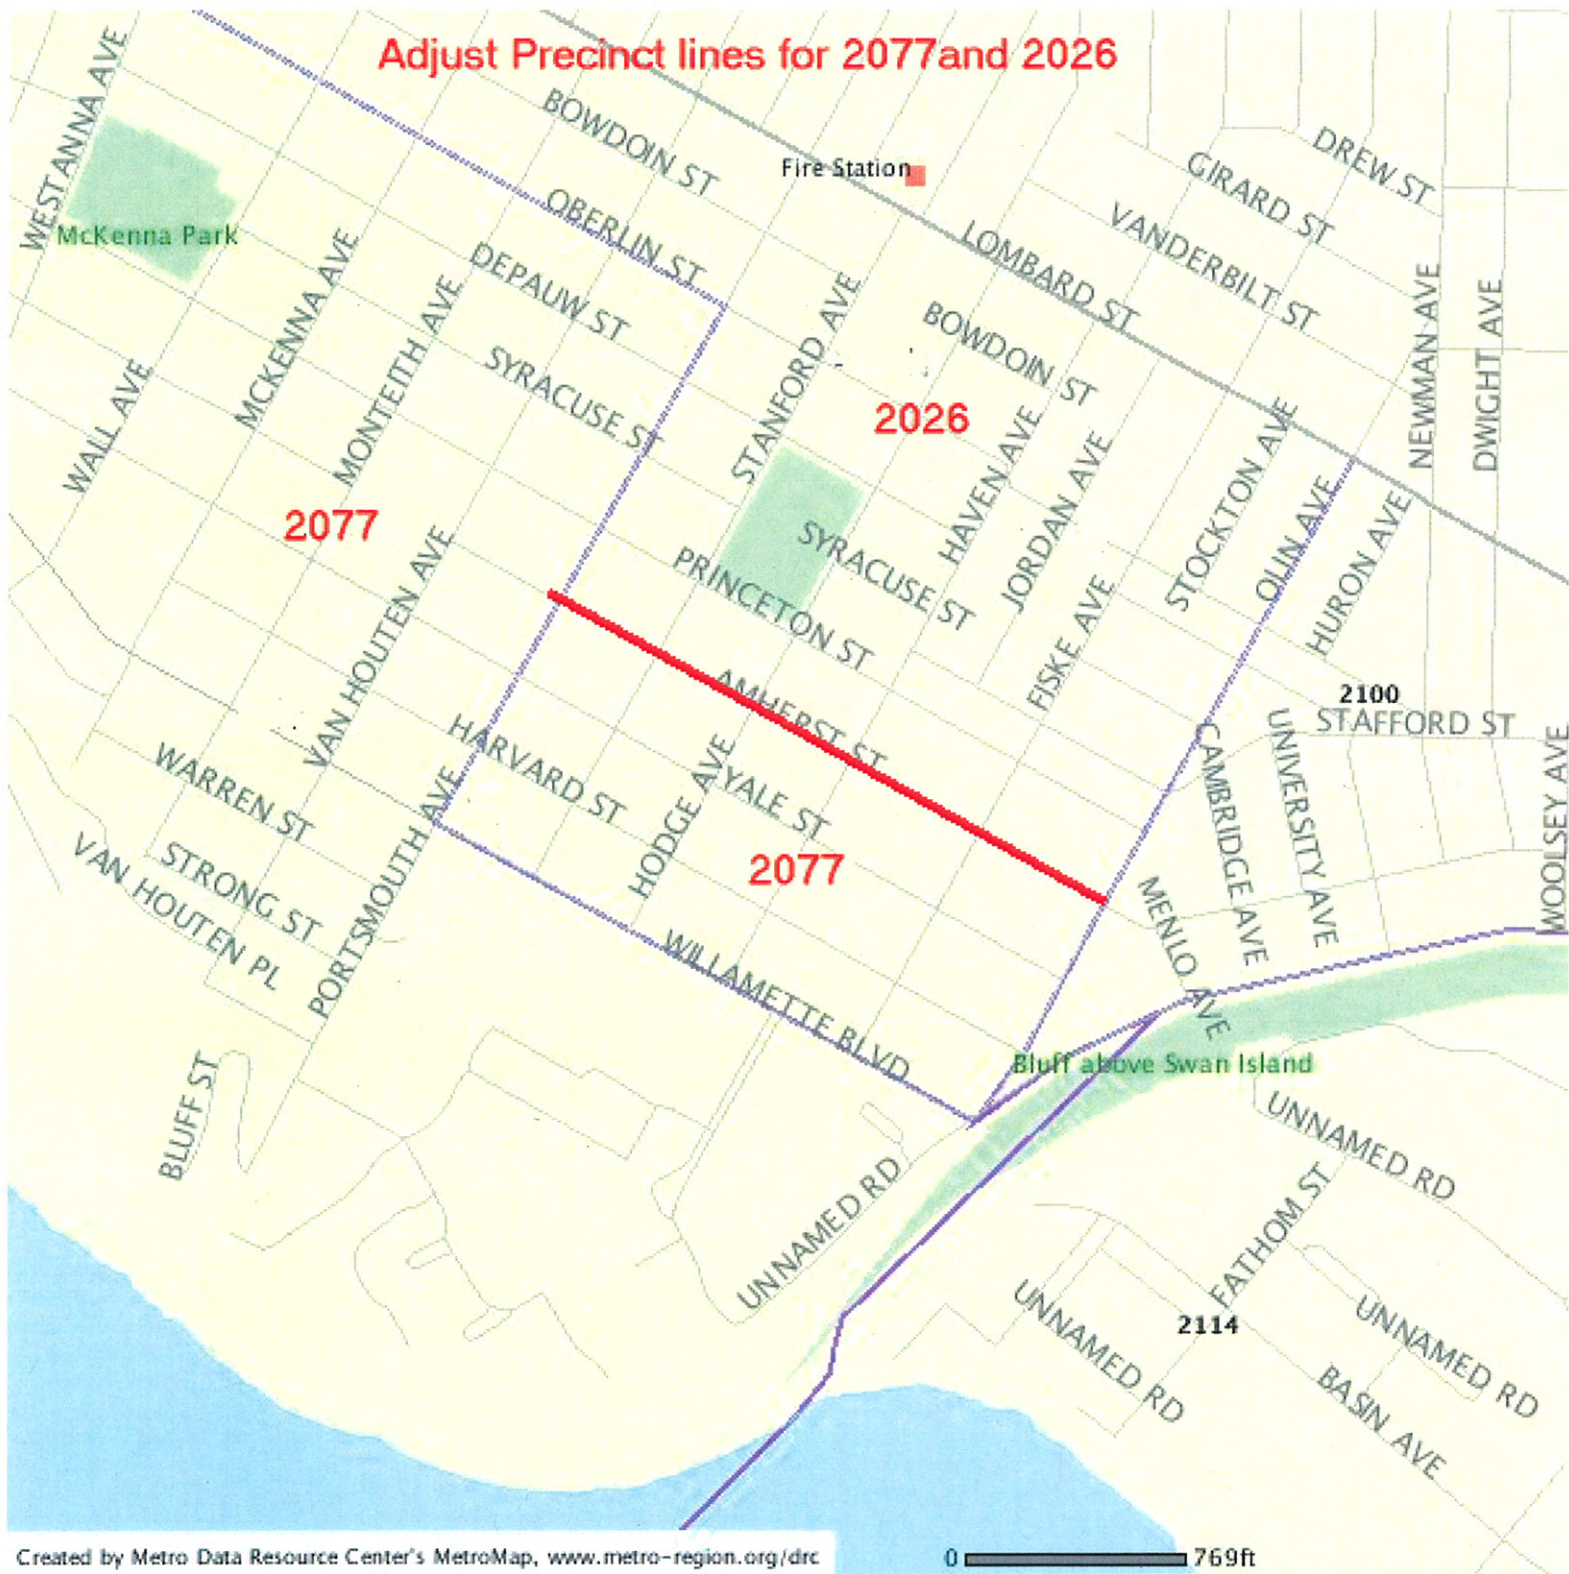 Adjust Precinct lines for 2077and 2026
WEST ANNA AVE
BOWDOIN ST
Fire Station
DREW ST
GIRARD ST
VANDERBILT ST
McKenna Park
OBERLIN ST
LOMBARD ST
DEPAUW ST
MCKENNA AVE
MONTEITH AVE
STANFORD AVE
BOWDOIN ST
NEWMAN AVE
DWIGHT AVE
SYRACUSE ST
WALL AVE
2026
HAVEN AVE
JORDAN AVE
STOCKTON AVE
OLIN AVE
HURON AVE
2077
SYRACUSE ST
PRINCETON ST
VAN HOUTEN AVE
FISKE AVE
AMHERST ST
2100
STAFFORD ST
CAMBRIDGE AVE
UNIVERSITY AVE
WOOLSEY AVE
HARVARD ST
HODGE AVE
YALE ST
WARREN ST
PORTSMOUTH AVE
2077
STRONG ST
VAN HOUTEN PL
MENLO AVE
WILLAMETTE BLVD
Bluff above Swan Island
BLUFF ST
UNNAMED RD
UNNAMED RD
FATHOM ST
UNNAMED RD
2114
UNNAMED RD
BASIN AVE
Created by Metro Data Resource Center's MetroMap, www.metro-region.org/drc
0 769ft